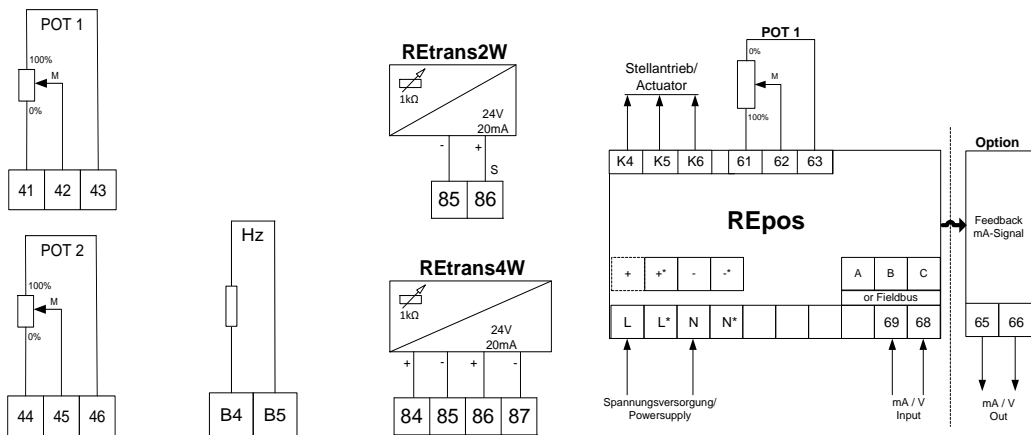 POT 1
100%
M
0%
41 42 43
POT 2
100%
M
0%
44 45 46
Hz
B4 B5
REtrans2W
1kΩ
24V
20mA
- +
S
85 86
REtrans4W
1kΩ
24V
20mA
+ - + -
84 85 86 87
POT 1
0%
M
100%
Stellantrieb/
Actuator
K4 K5 K6 61 62 63
REpos
+ +* - -*
A B C
or Fieldbus
L L* N N* 69 68
Spannungsversorgung/
Powersupply
mA / V
Input
Option
Feedback
mA-Signal
65 66
mA / V
Out